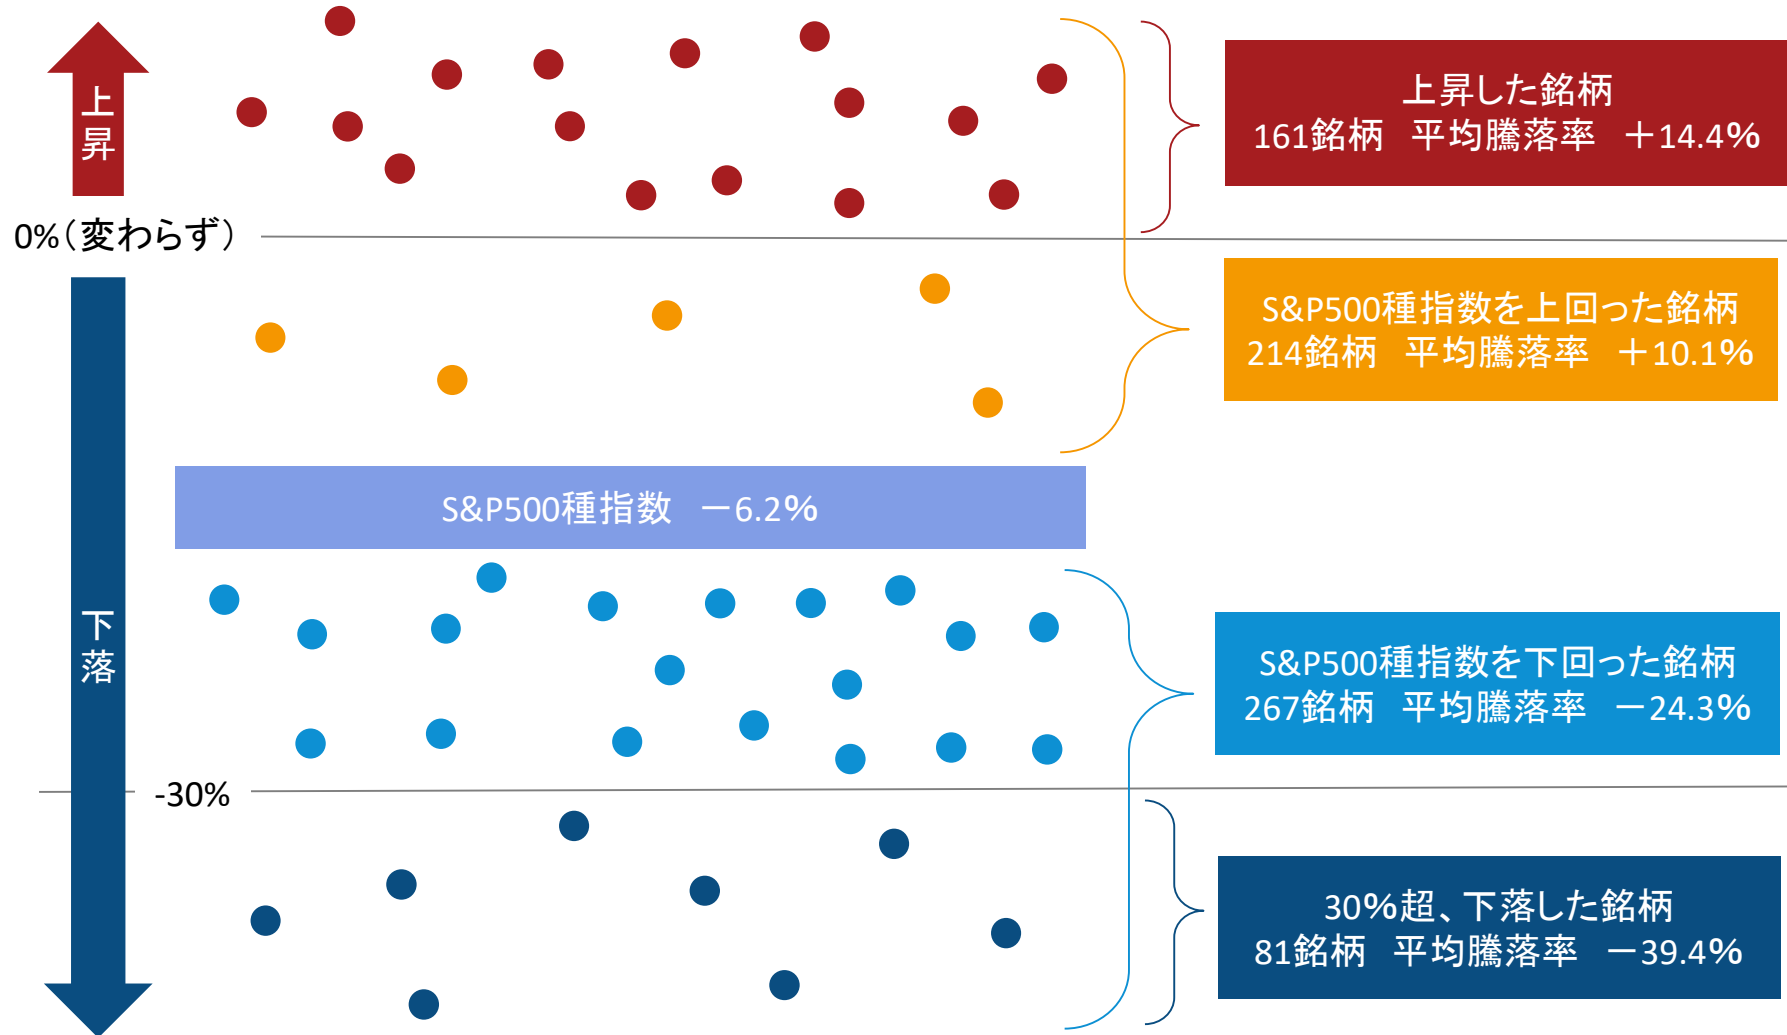 上昇
上昇した銘柄
161銘柄　平均騰落率　＋14.4％
0%（変わらず）
S&P500種指数を上回った銘柄
214銘柄　平均騰落率　＋10.1％
S&P500種指数　－6.2％
下落
S&P500種指数を下回った銘柄
267銘柄　平均騰落率　－24.3％
-30%
30％超、下落した銘柄
81銘柄　平均騰落率　－39.4％